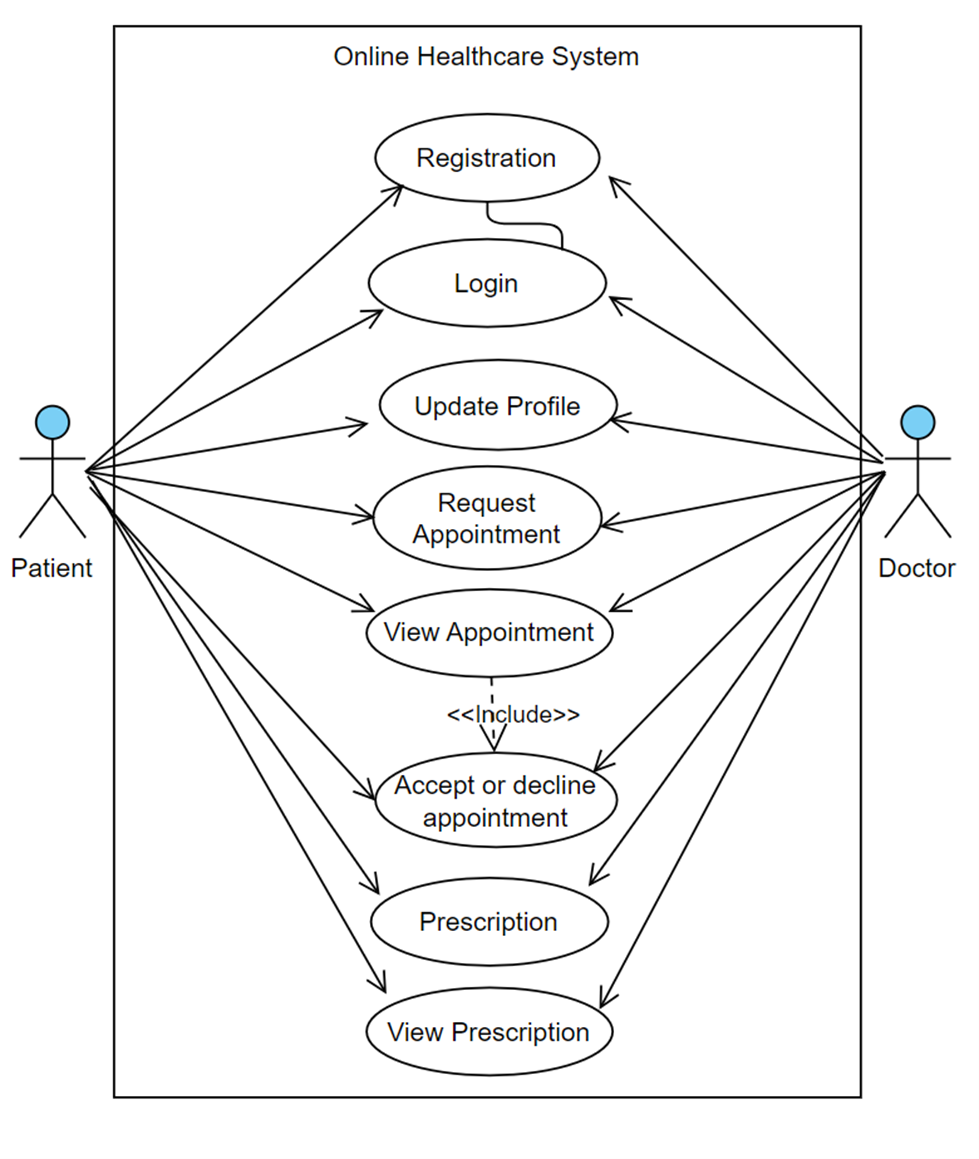 Online Healthcare System
Registration
Login
Update Profile
Request
Appointment
Patient
Doctor
View Appointment
<<Include>>
Accept or decline
appointment
Prescription
View Prescription